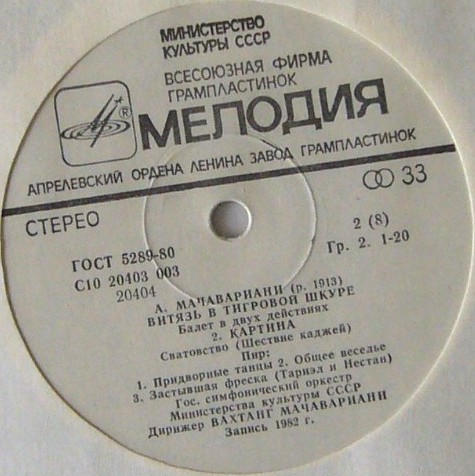 МИНИСТЕРСТВО
КУЛЬТУРЫ СССР
ВСЕСОЮЗНАЯ ФИРМА
ГРАМПЛАСТИНОК
МЕЛОДИЯ
АПРЕЛЕВСКИЙ ОРДЕНА ЛЕНИНА ЗАВОД ГРАМПЛАСТИНОК
СТЕРЕО
33
ГОСТ 5289-80
2 (8)
С10 20403 003
Гр. 2. 1-20
20404
А. МАЧАВАРИАНИ (р. 1913)
ВИТЯЗЬ В ТИГРОВОЙ ШКУРЕ
Балет в двух действиях
2. КАРТИНА
Сватовство (Шествие каджей)
Пир:
1. Придворные танцы 2. Общее веселье
3. Застывшая фреска (Тариэл и Нестан)
Гос. симфонический оркестр
Министерства культуры СССР
Дирижер ВАХТАНГ МАЧАВАРИАНИ
Запись 1982 г.